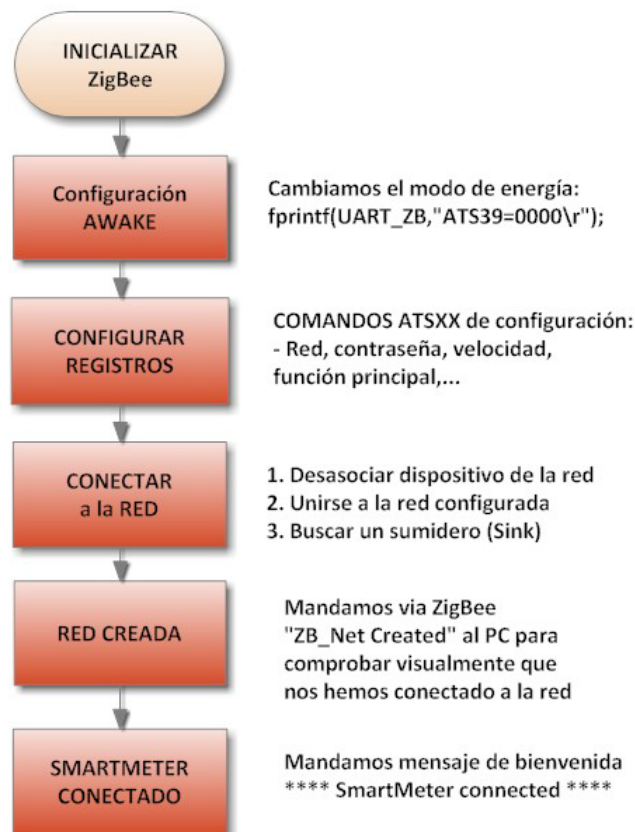 INICIALIZAR
ZigBee
Configuración
AWAKE
Cambiamos el modo de energía:
fprintf(UART_ZB,"ATS39=0000\r");
CONFIGURAR
REGISTROS
COMANDOS ATSXX de configuración:
- Red, contraseña, velocidad,
función principal,...
CONECTAR
a la RED
1. Desasociar dispositivo de la red
2. Unirse a la red configurada
3. Buscar un sumidero (Sink)
RED CREADA
Mandamos via ZigBee
"ZB_Net Created" al PC para
comprobar visualmente que
nos hemos conectado a la red
SMARTMETER
CONECTADO
Mandamos mensaje de bienvenida
**** SmartMeter connected ****